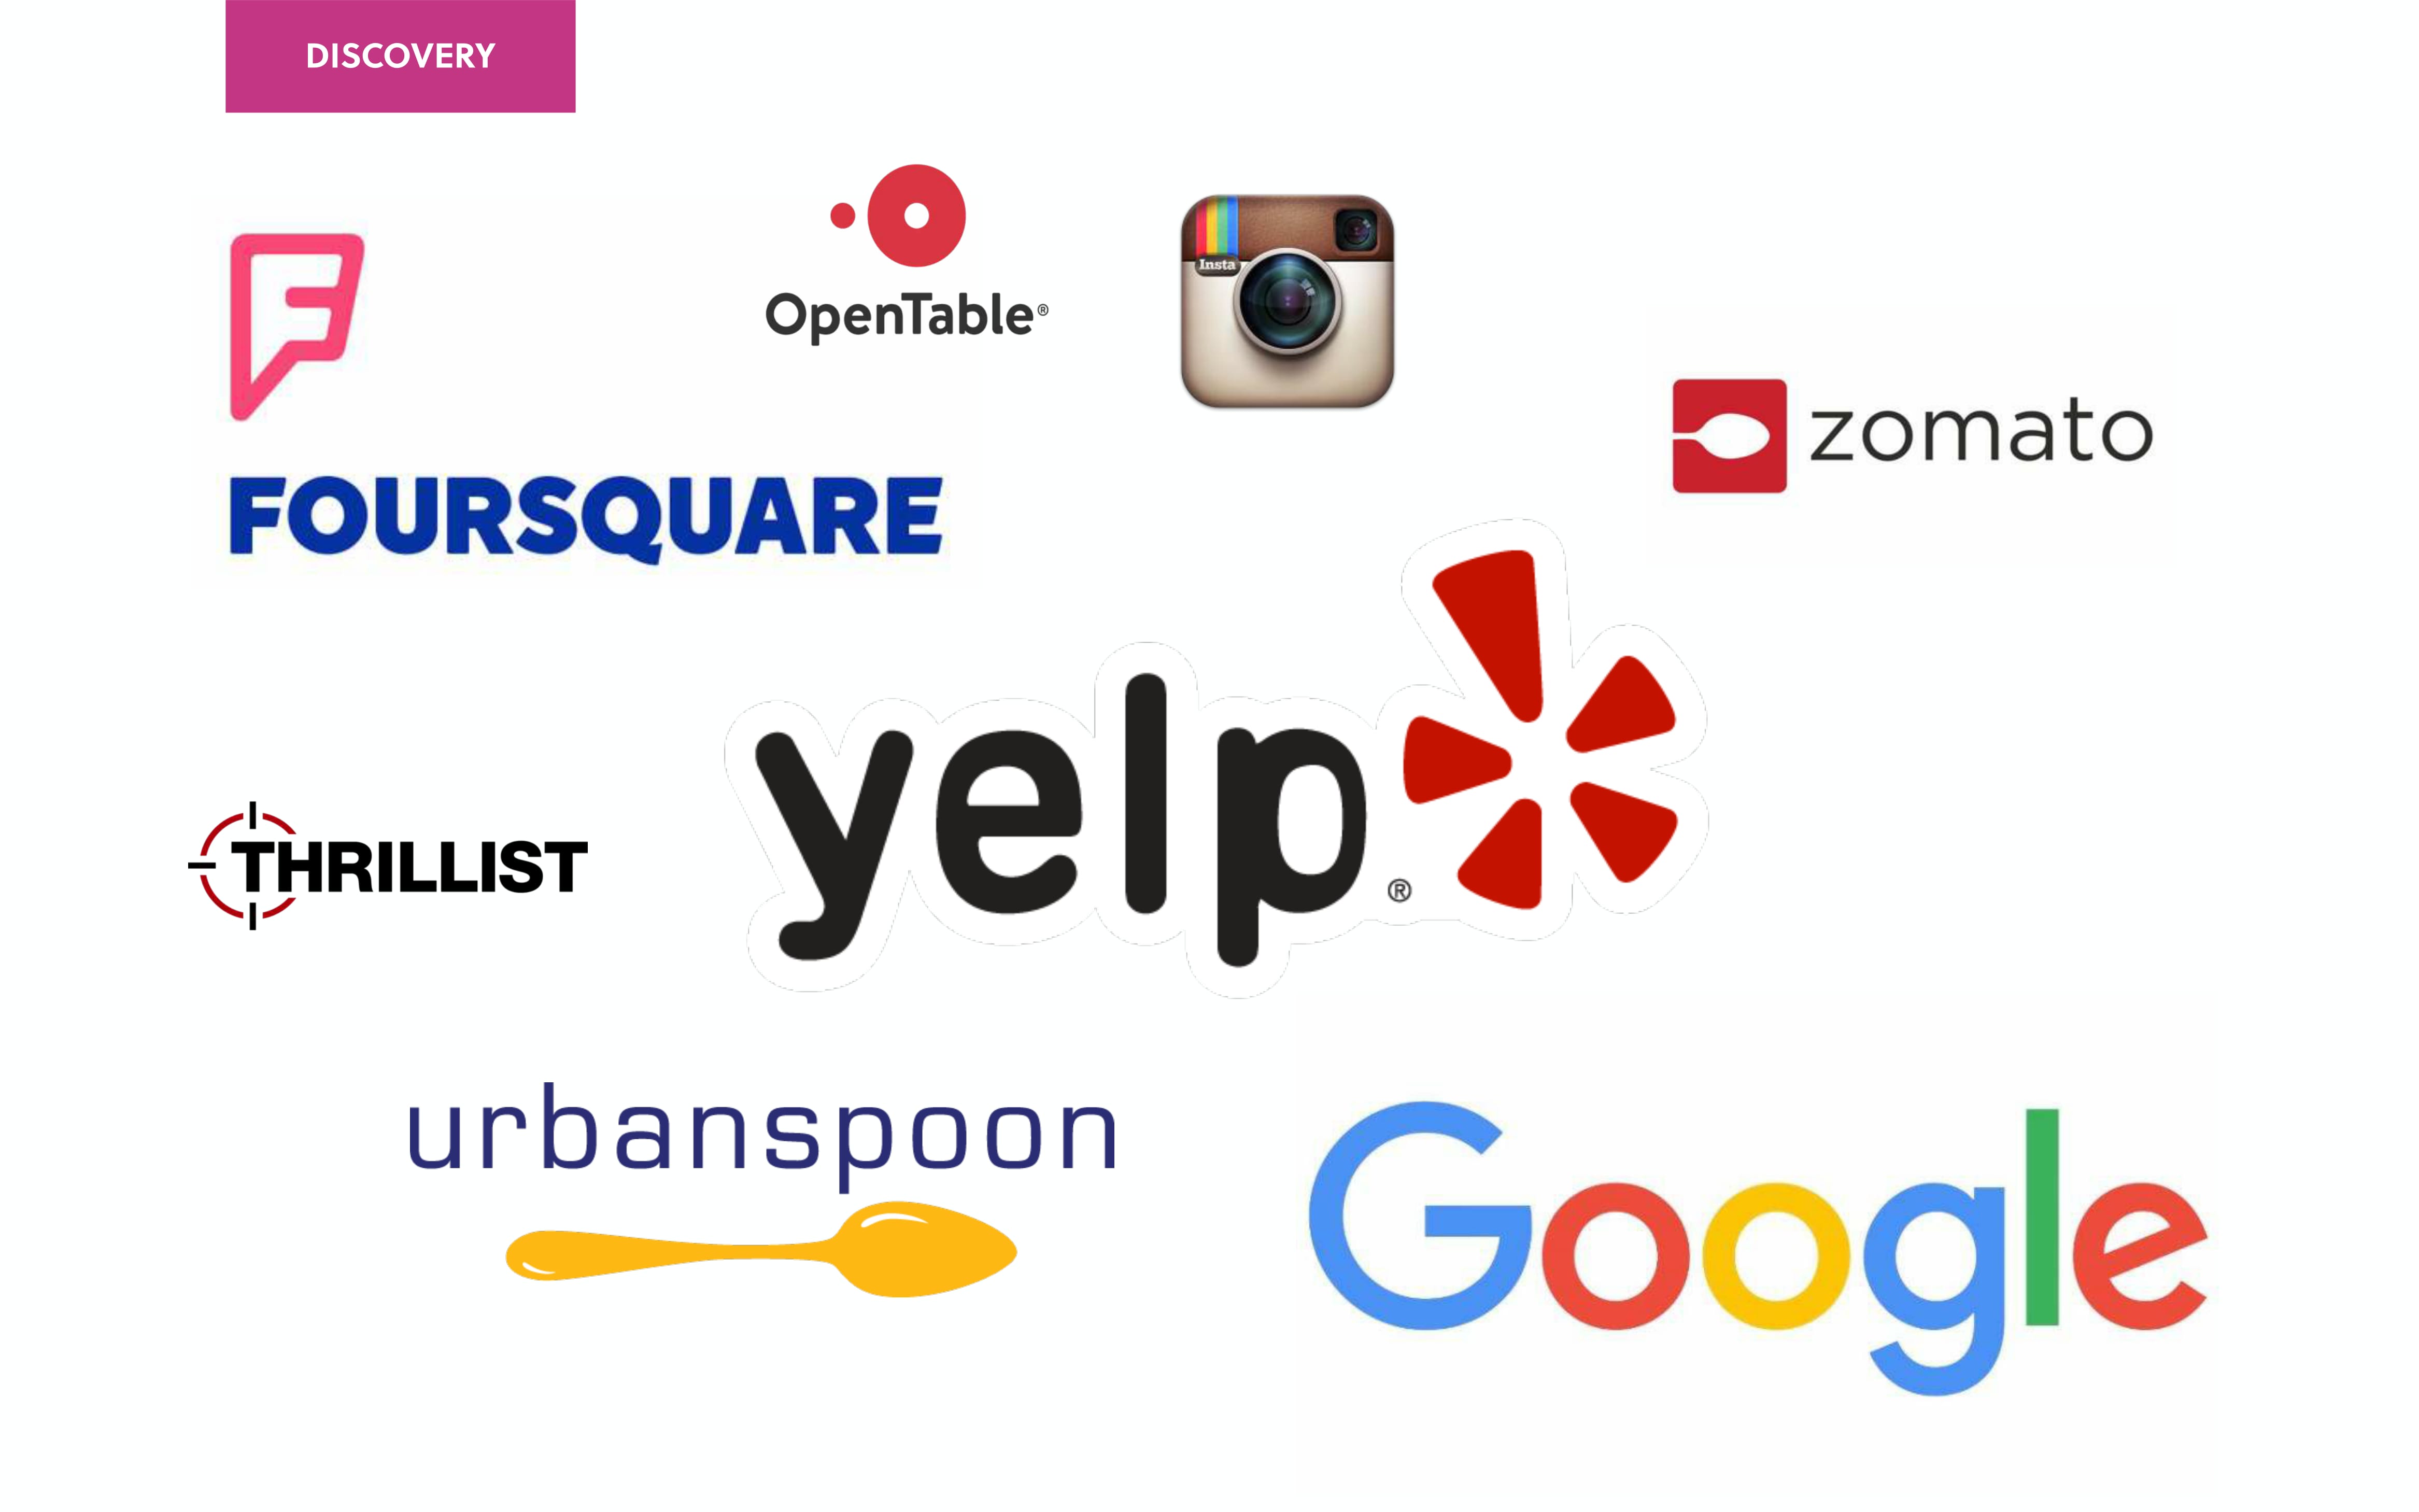 DISCOVERY
OpenTable®
Insta
zomato
FOURSQUARE
yelp®
THRILLIST
urbanspoon
Google